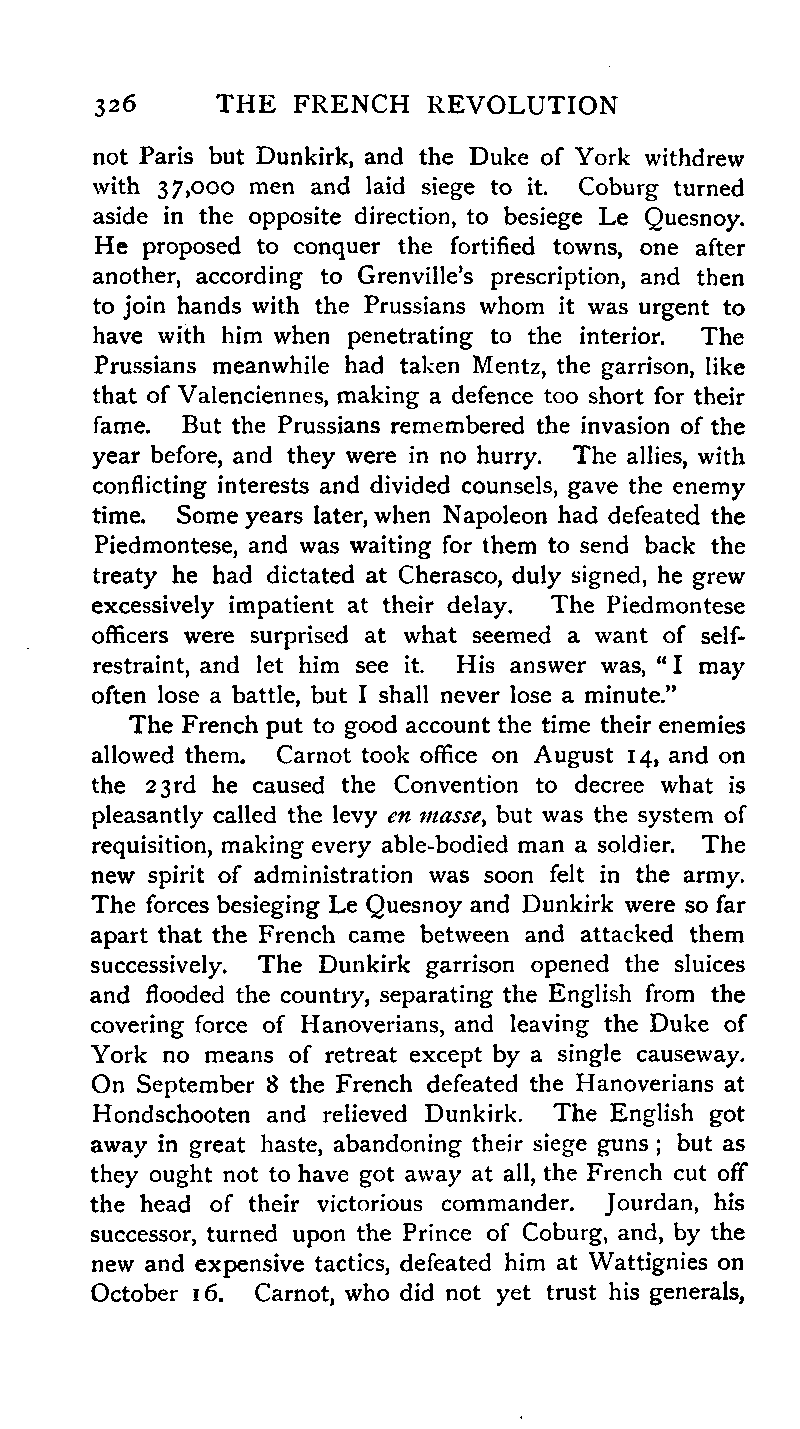 326 THE FRENCH REVOLUTION
not Paris but Dunkirk, and the Duke of York withdrew
with 37,000 men and laid siege to it. Coburg turned
aside in the opposite direction, to besiege Le Quesnoy.
He proposed to conquer the fortified towns, one after
another, according to Grenville's prescription, and then
to join hands with the Prussians whom it was urgent to
have with him when penetrating to the interior. The
Prussians meanwhile had taken Mentz, the garrison, like
that of Valenciennes, making a defence too short for their
fame. But the Prussians remembered the invasion of the
year before, and they were in no hurry. The allies, with
conflicting interests and divided counsels, gave the enemy
time. Some years later, when Napoleon had defeated the
Piedmontese, and was waiting for them to send back the
treaty he had dictated at Cherasco, duly signed, he grew
excessively impatient at their delay. The Piedmontese
officers were surprised at what seemed a want of self-
restraint, and let him see it. His answer was, "I may
often lose a battle, but I shall never lose a minute."
The French put to good account the time their enemies
allowed them. Carnot took office on August 14, and on
the 23rd he caused the Convention to decree what is
pleasantly called the levy en masse, but was the system of
requisition, making every able-bodied man a soldier. The
new spirit of administration was soon felt in the army.
The forces besieging Le Quesnoy and Dunkirk were so far
apart that the French came between and attacked them
successively. The Dunkirk garrison opened the sluices
and flooded the country, separating the English from the
covering force of Hanoverians, and leaving the Duke of
York no means of retreat except by a single causeway.
On September 8 the French defeated the Hanoverians at
Hondschooten and relieved Dunkirk. The English got
away in great haste, abandoning their siege guns; but as
they ought not to have got away at all, the French cut off
the head of their victorious commander. Jourdan, his
successor, turned upon the Prince of Coburg, and, by the
new and expensive tactics, defeated him at Wattignies on
October 16. Carnot, who did not yet trust his generals,